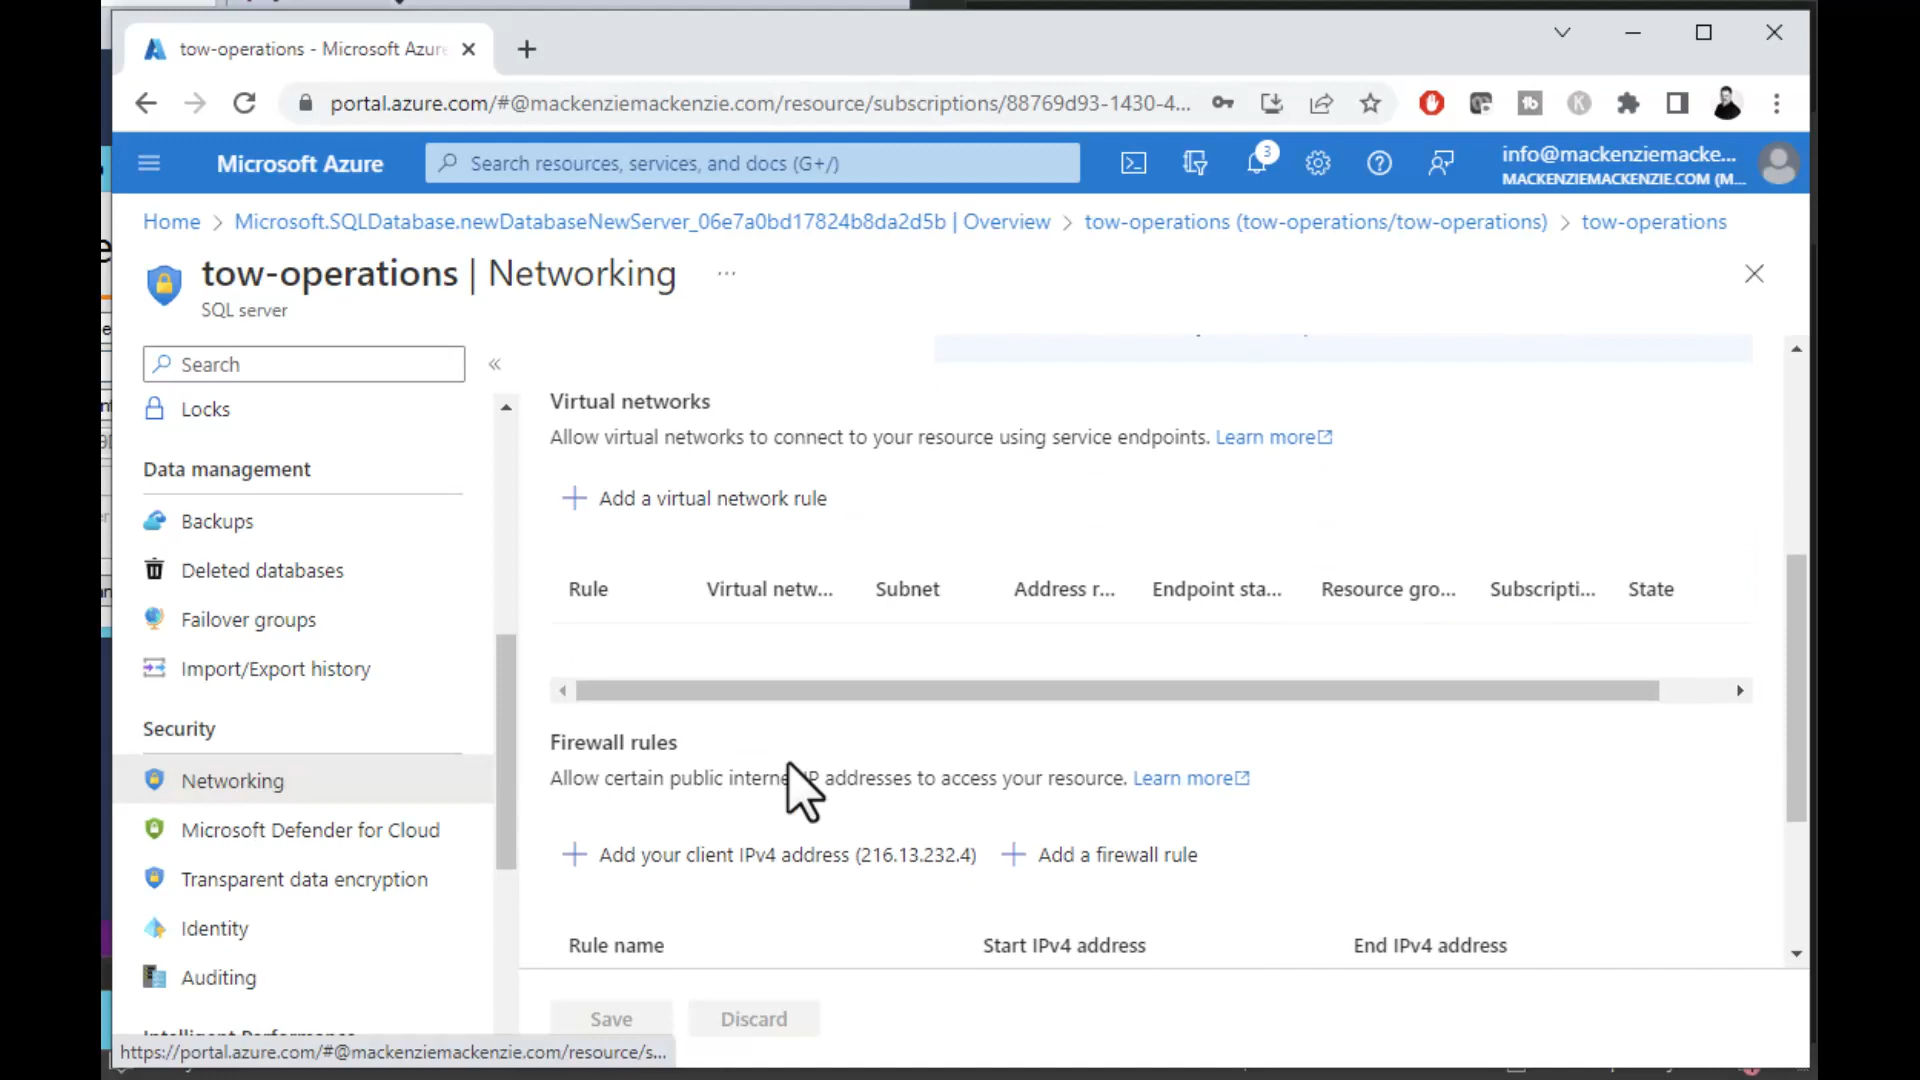 tow-operations - Microsoft Azur
portal.azure.com/#@mackenziemackenzie.com/resource/subscriptions/88769d93-1430-4...
Microsoft Azure
Search resources, services, and docs (G+/)
3
info@mackenziemacke...
MACKENZIEMACKENZIE.COM (M...
Home > Microsoft.SQLDatabase.newDatabaseNewServer_06e7a0bd17824b8da2d5b | Overview > tow-operations (tow-operations/tow-operations) > tow-operations
tow-operations | Networking ...
SQL server
Search
«
Locks
Data management
Backups
Deleted databases
Failover groups
Import/Export history
Security
Networking
Microsoft Defender for Cloud
Transparent data encryption
Identity
Auditing
Intelligent Performance
https://portal.azure.com/#@mackenziemackenzie.com/resource/s...
Virtual networks
Allow virtual networks to connect to your resource using service endpoints. Learn more
+ Add a virtual network rule
Rule Virtual netw... Subnet Address r... Endpoint sta... Resource gro... Subscripti... State
Firewall rules
Allow certain public interne IP addresses to access your resource. Learn more
+ Add your client IPv4 address (216.13.232.4) + Add a firewall rule
Rule name Start IPv4 address End IPv4 address
Save Discard